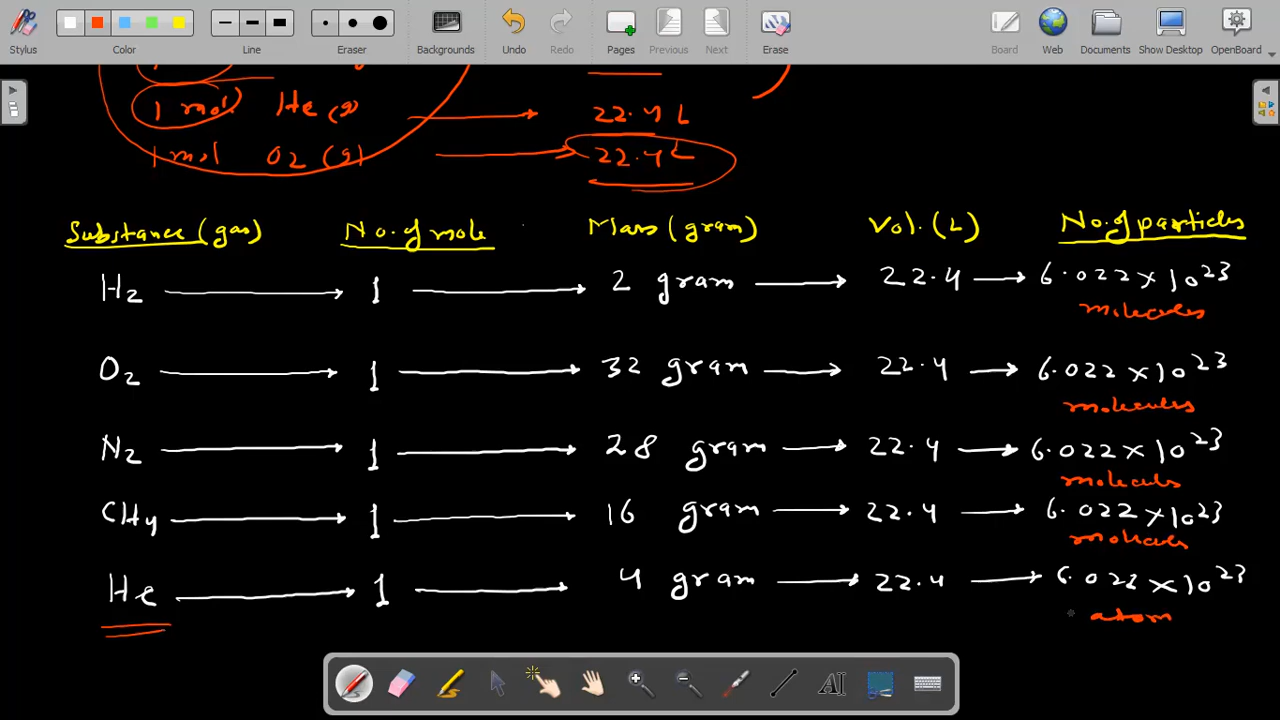 Stylus Color Line Eraser Backgrounds Undo Redo Pages Previous Next Erase Board Web Documents Show Desktop OpenBoard
1 mol He (g) 22.4 L
1 mol O2 (g) 22.4 L
Substance (gas) No. of mole Mass (gram) Vol. (L) No. of particles
H2 1 2 gram 22.4 6.022 × 10^23
molecules
O2 1 32 gram 22.4 6.022 × 10^23
molecules
N2 1 28 gram 22.4 6.022 × 10^23
molecules
CH4 1 16 gram 22.4 6.022 × 10^23
molecules
He 1 4 gram 22.4 6.022 × 10^23
atom
AI